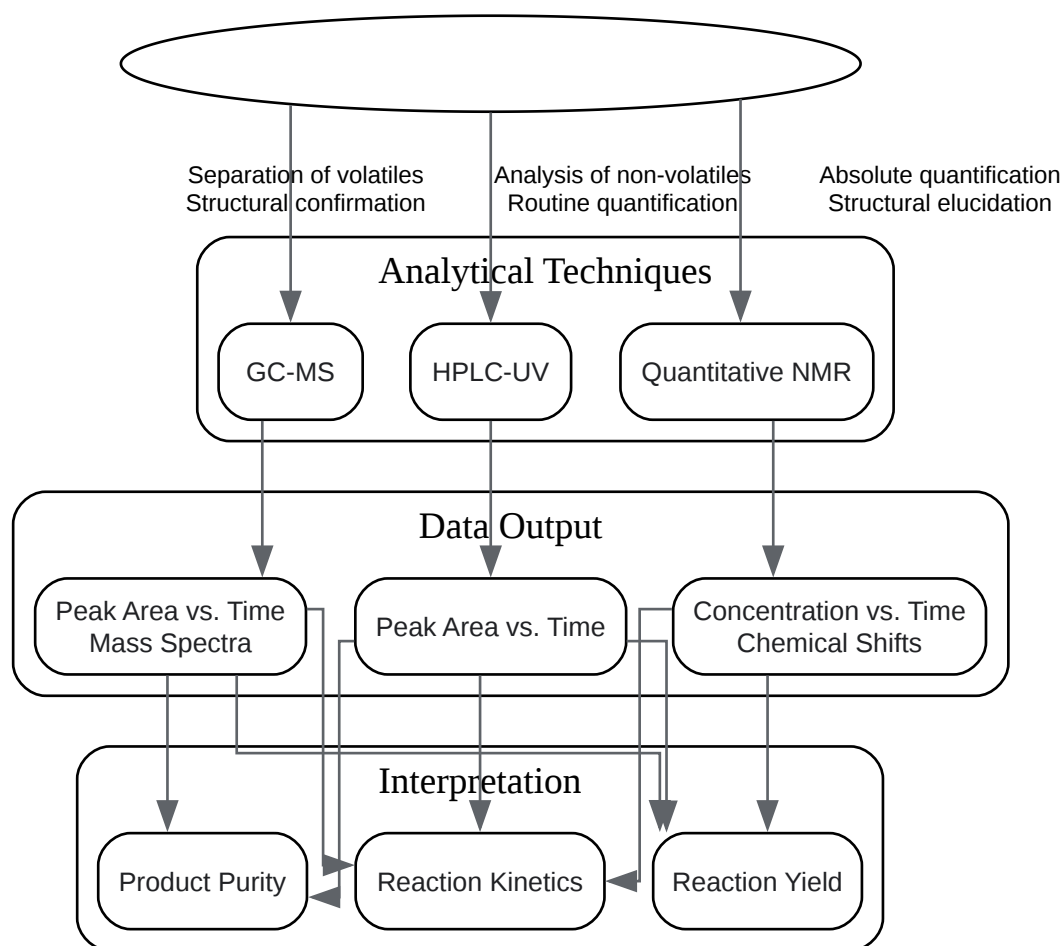 Separation of volatiles
Structural confirmation
Analysis of non-volatiles
Routine quantification
Absolute quantification
Structural elucidation
Analytical Techniques
GC-MS
HPLC-UV
Quantitative NMR
Data Output
Peak Area vs. Time
Mass Spectra
Peak Area vs. Time
Concentration vs. Time
Chemical Shifts
Interpretation
Product Purity
Reaction Kinetics
Reaction Yield